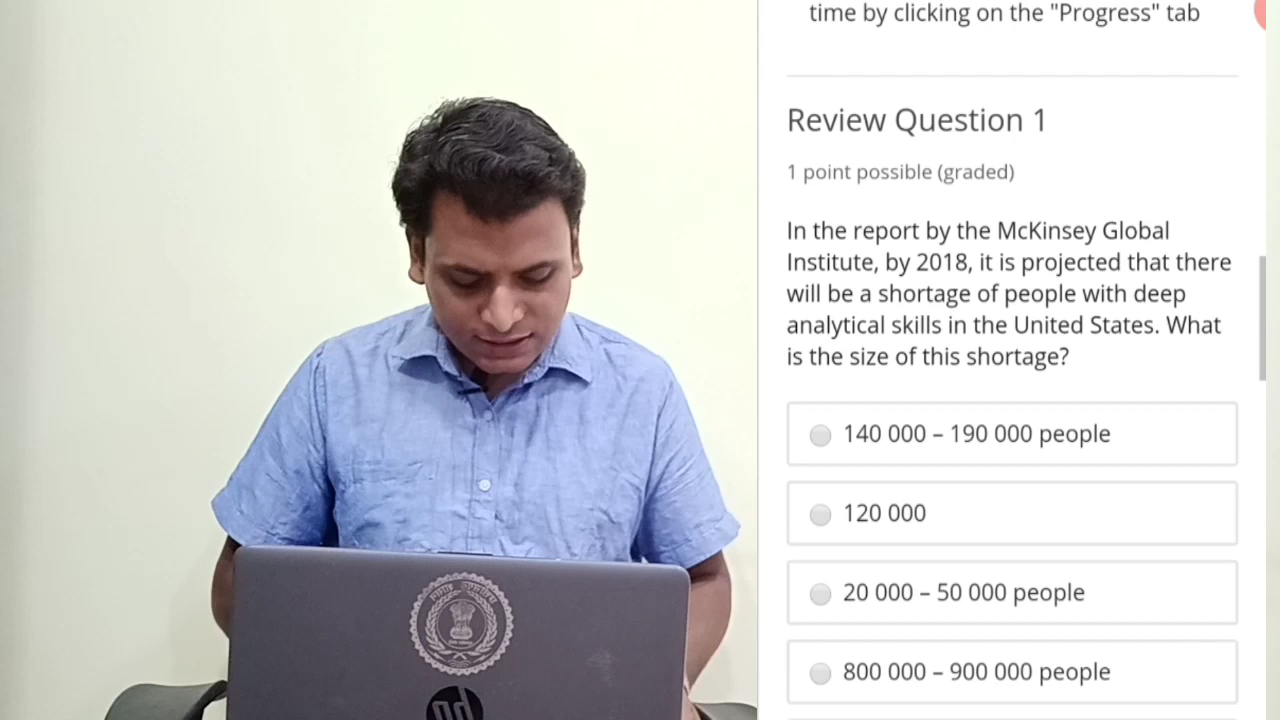 time by clicking on the "Progress" tab
Review Question 1
1 point possible (graded)
In the report by the McKinsey Global
Institute, by 2018, it is projected that there
will be a shortage of people with deep
analytical skills in the United States. What
is the size of this shortage?
140 000 – 190 000 people
120 000
20 000 – 50 000 people
800 000 – 900 000 people
hp